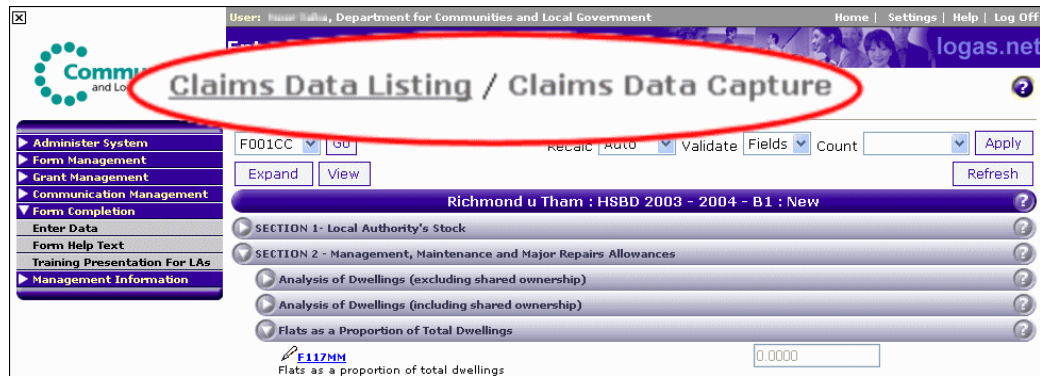 User: , Department for Communities and Local Government
Home | Settings | Help | Log Off
logas.net
Commu
and Lo
Claims Data Listing / Claims Data Capture
Administer System
Form Management
Grant Management
Communication Management
Form Completion
Enter Data
Form Help Text
Training Presentation For LAs
Management Information
F001CC Go Recalc Auto Validate Fields Count Apply
Expand View Refresh
Richmond u Tham : HSBD 2003 - 2004 - B1 : New
SECTION 1- Local Authority's Stock
SECTION 2 - Management, Maintenance and Major Repairs Allowances
Analysis of Dwellings (excluding shared ownership)
Analysis of Dwellings (including shared ownership)
Flats as a Proportion of Total Dwellings
F117MM 0.0000
Flats as a proportion of total dwellings